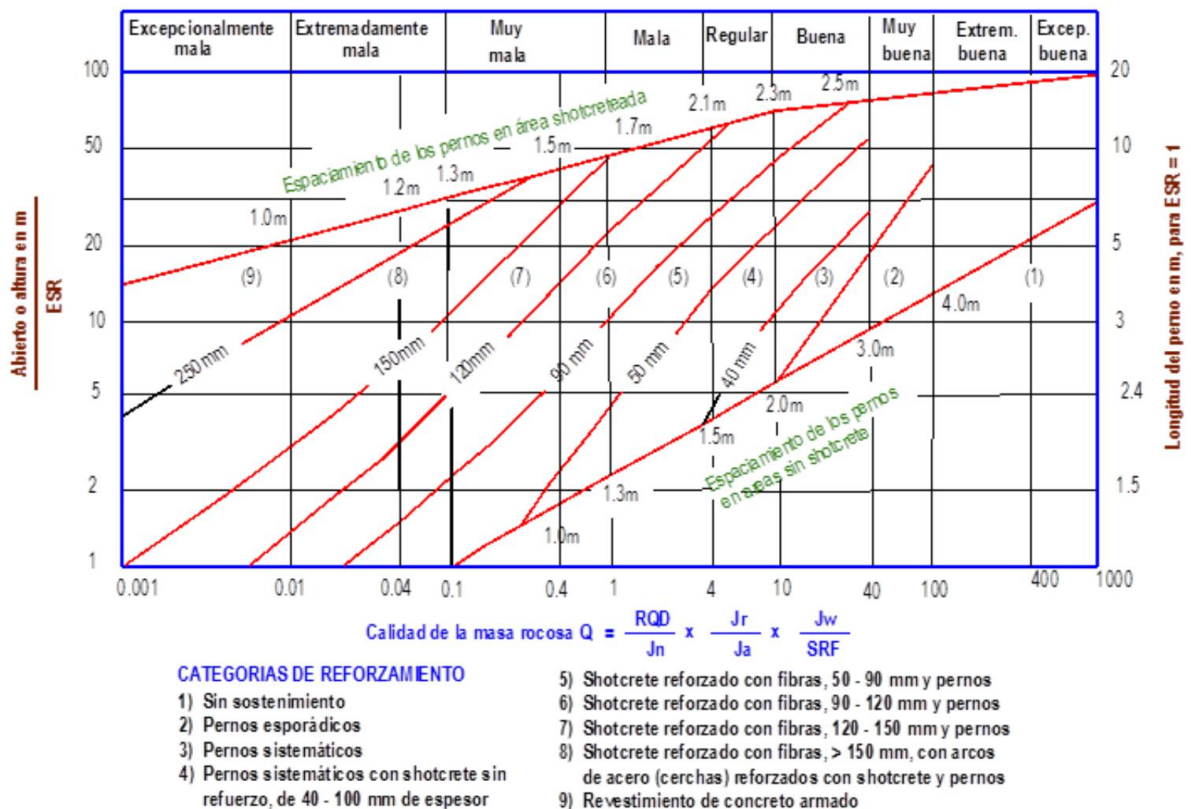 Excepcionalmente mala
Extremadamente mala
Muy mala
Mala
Regular
Buena
Muy buena
Extrem. buena
Excep. buena
100
50
20
10
5
2
1
20
10
5
3
2.4
1.5
Abierto o altura en m
ESR
Longitud del perno en m, para ESR = 1
Espaciamiento de los pernos en área shotcreteada
1.0m
1.2m
1.3m
1.5m
1.7m
2.1m
2.3m
2.5m
(9)
(8)
(7)
(6)
(5)
(4)
(3)
(2)
(1)
250mm
150mm
120mm
90 mm
50 mm
40 mm
4.0m
3.0m
2.0m
1.5m
1.3m
1.0m
Espaciamiento de los pernos
en areas sin shotcrete
0.001
0.01
0.04
0.1
0.4
1
4
10
40
100
400
1000
Calidad de la masa rocosa Q = RQD / Jn x Jr / Ja x Jw / SRF
CATEGORIAS DE REFORZAMIENTO
1) Sin sostenimiento
2) Pernos esporádicos
3) Pernos sistemáticos
4) Pernos sistemáticos con shotcrete sin
refuerzo, de 40 - 100 mm de espesor
5) Shotcrete reforzado con fibras, 50 - 90 mm y pernos
6) Shotcrete reforzado con fibras, 90 - 120 mm y pernos
7) Shotcrete reforzado con fibras, 120 - 150 mm y pernos
8) Shotcrete reforzado con fibras, > 150 mm, con arcos
de acero (cerchas) reforzados con shotcrete y pernos
9) Revestimiento de concreto armado